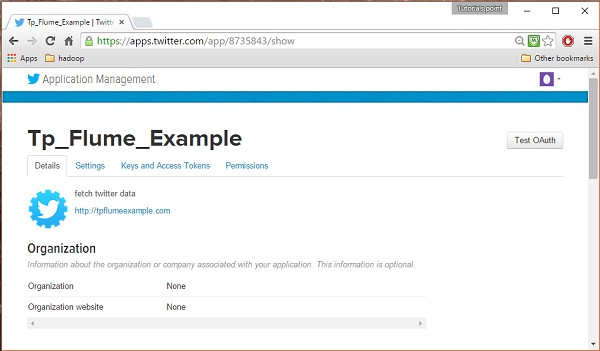 Tutorials point
Tp_Flume_Example | Twitt
https://apps.twitter.com/app/8735843/show
Apps hadoop Other bookmarks
Application Management
Tp_Flume_Example
Test OAuth
Details Settings Keys and Access Tokens Permissions
fetch twitter data
http://tpflumeexample.com
Organization
Information about the organization or company associated with your application. This information is optional.
Organization None
Organization website None